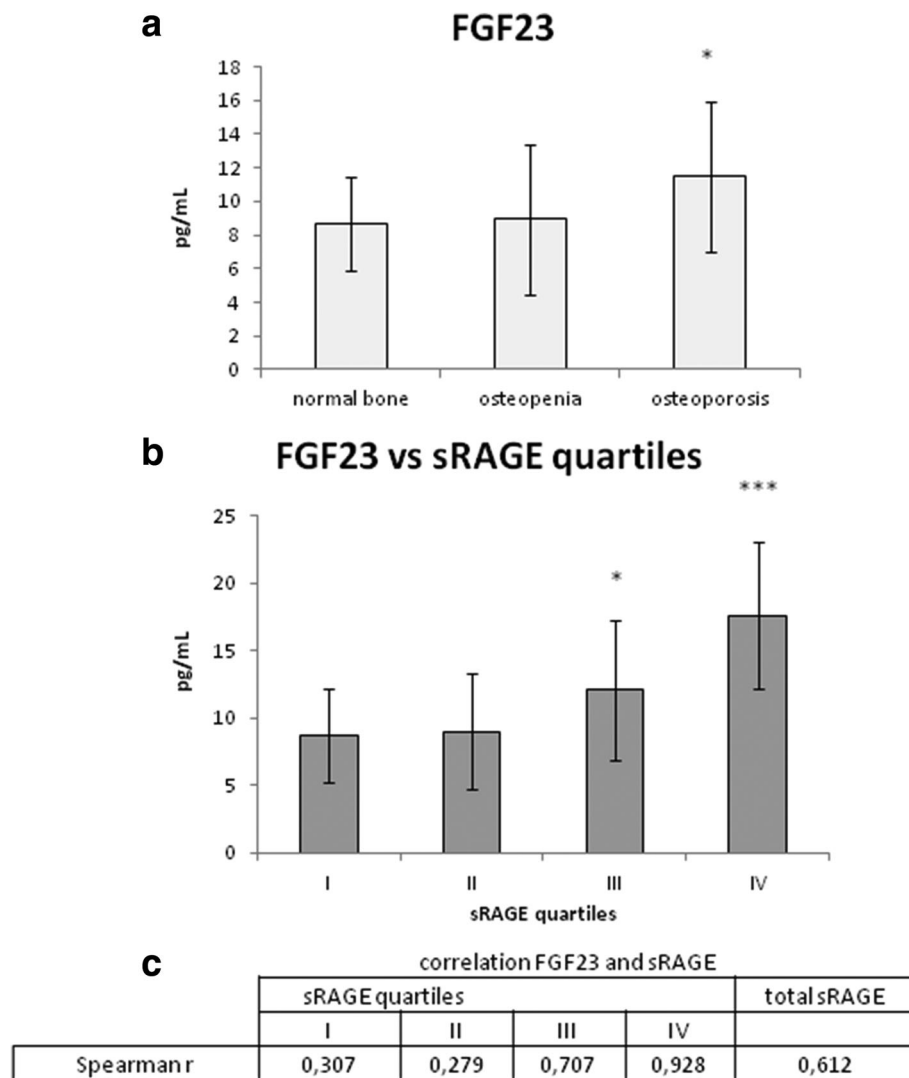 a
FGF23
*
18
16
14
12
10
8
6
4
2
0
pg/mL
normal bone osteopenia osteoporosis
b
FGF23 vs sRAGE quartiles
***
*
25
20
15
10
5
0
pg/mL
I II III IV
sRAGE quartiles
c
correlation FGF23 and sRAGE
sRAGE quartiles total sRAGE
I II III IV
Spearman r 0,307 0,279 0,707 0,928 0,612